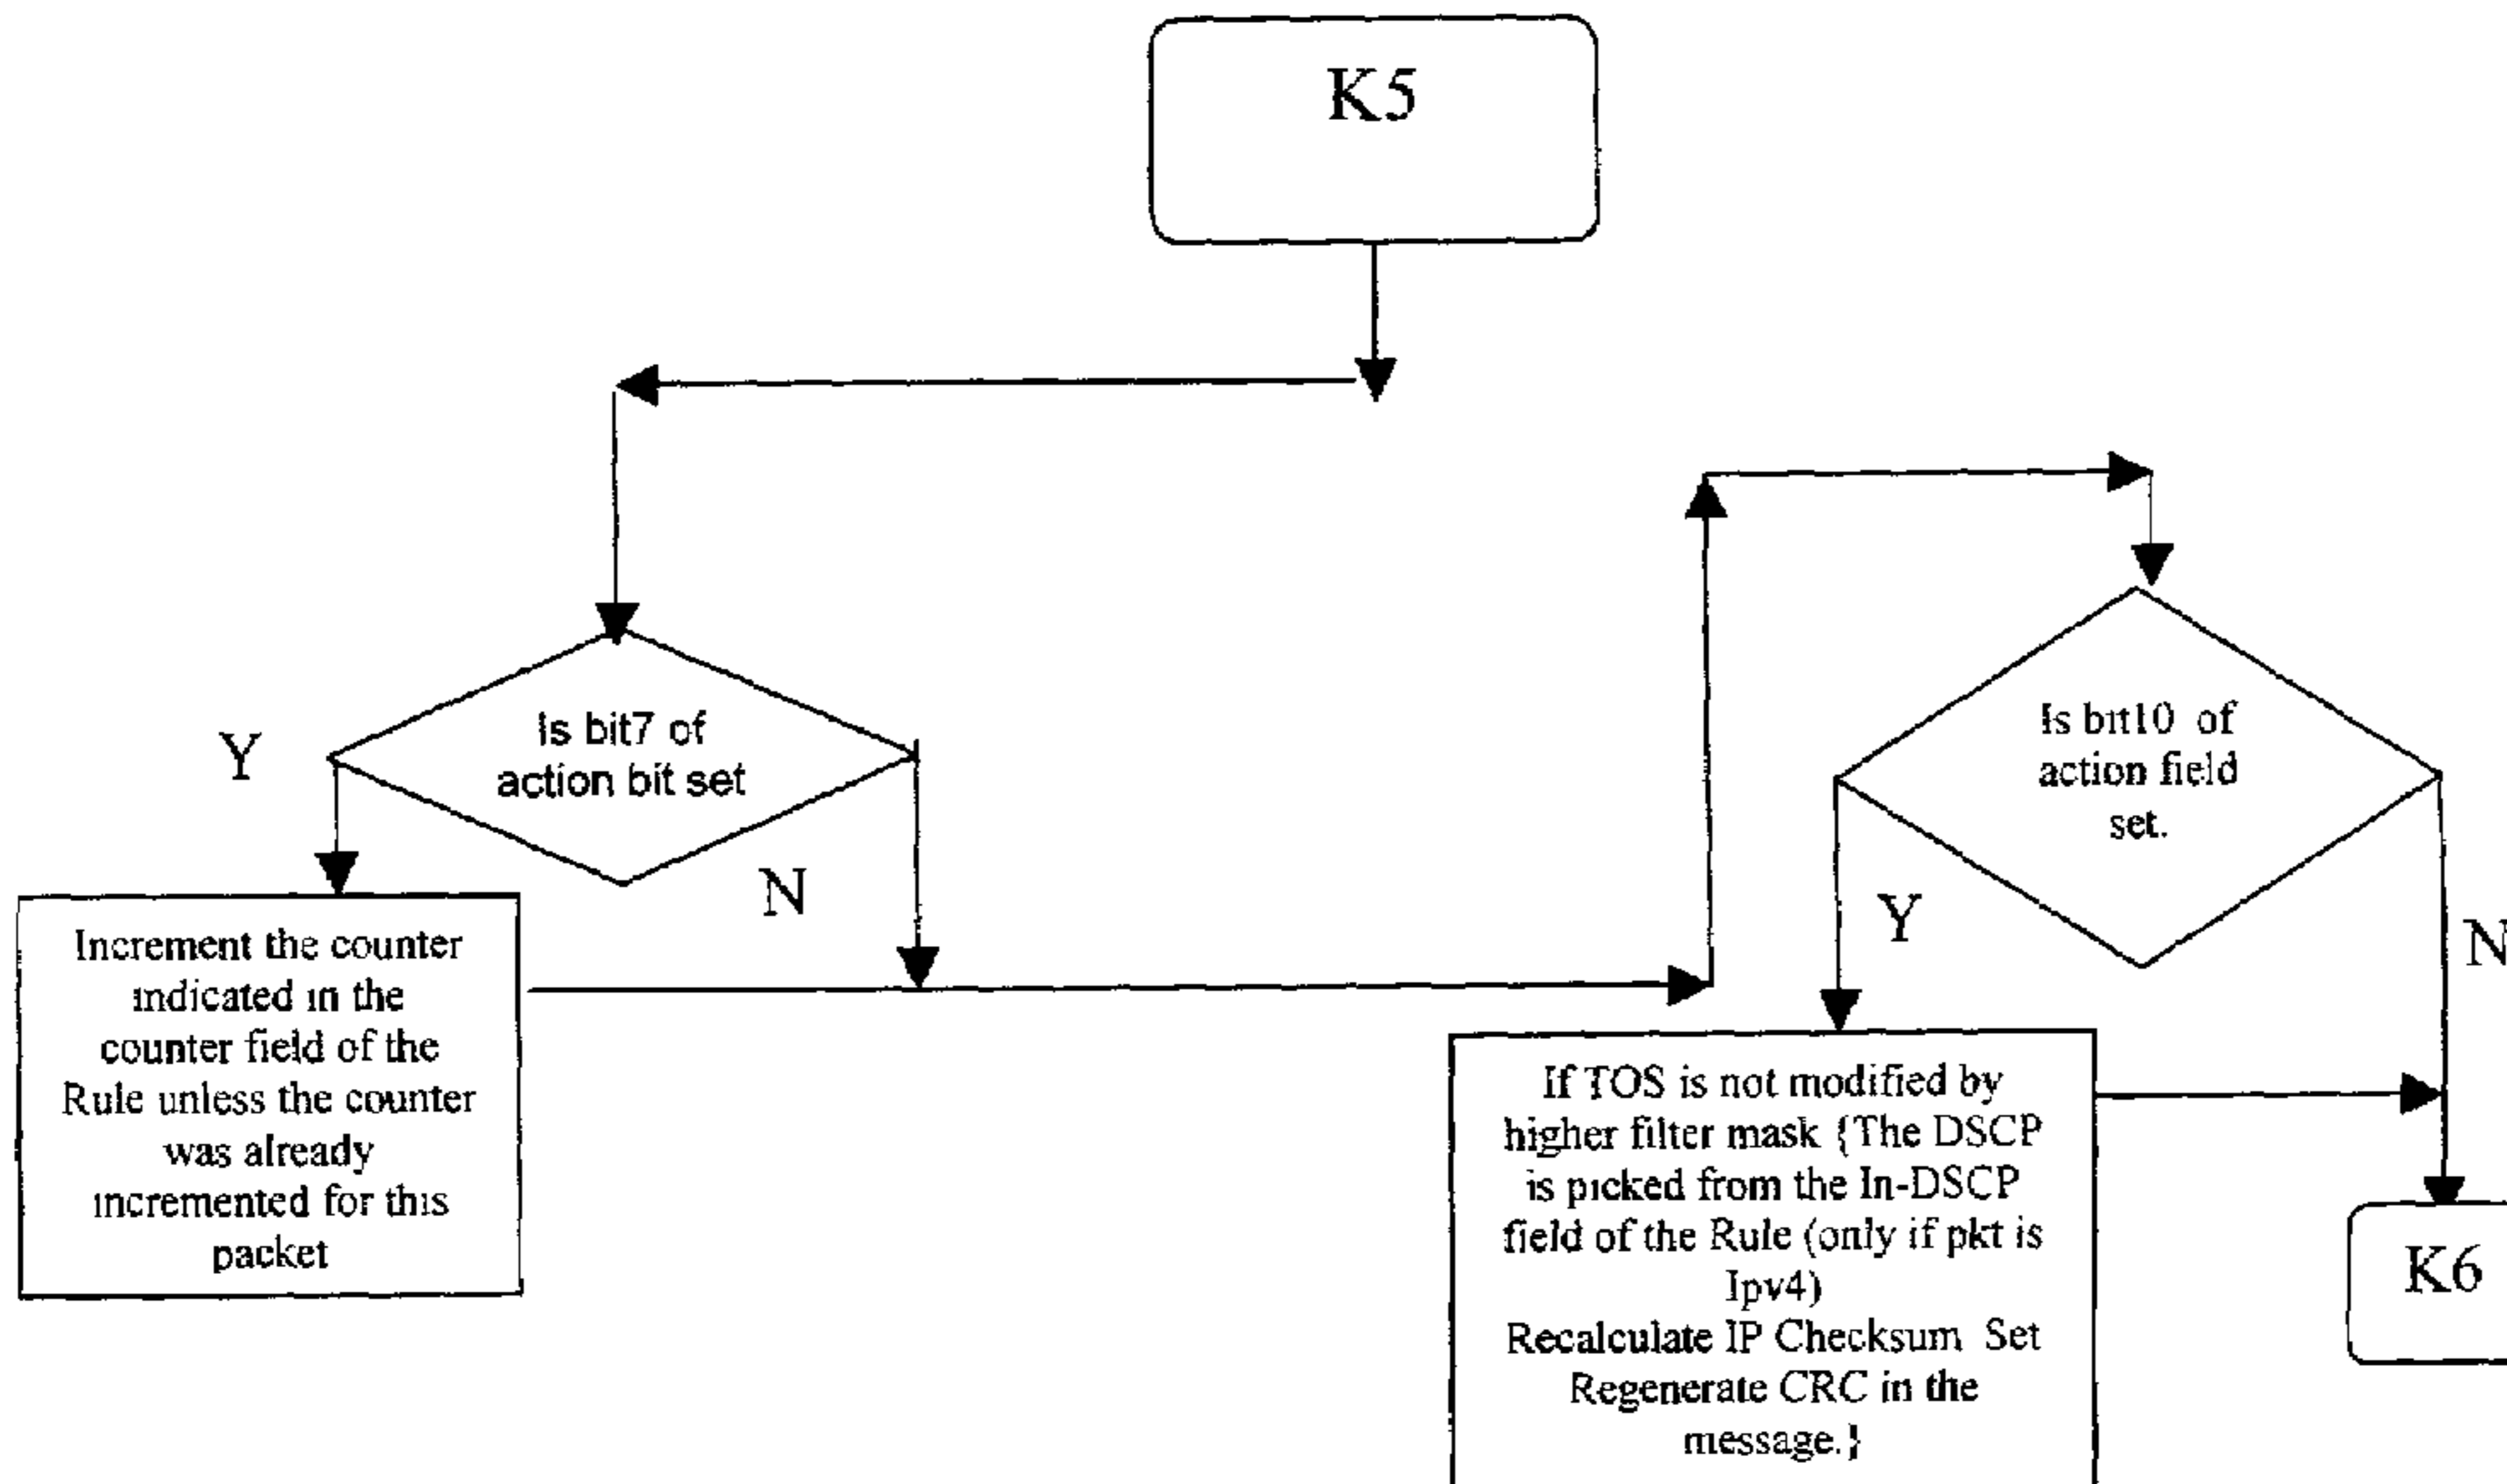 K5
Is bit7 of
action bit set
Y
N
Increment the counter
indicated in the
counter field of the
Rule unless the counter
was already
incremented for this
packet
Is bit10 of
action field
set.
Y
N
If TOS is not modified by
higher filter mask {The DSCP
is picked from the In-DSCP
field of the Rule (only if pkt is
Ipv4)
Recalculate IP Checksum Set
Regenerate CRC in the
message.}
K6